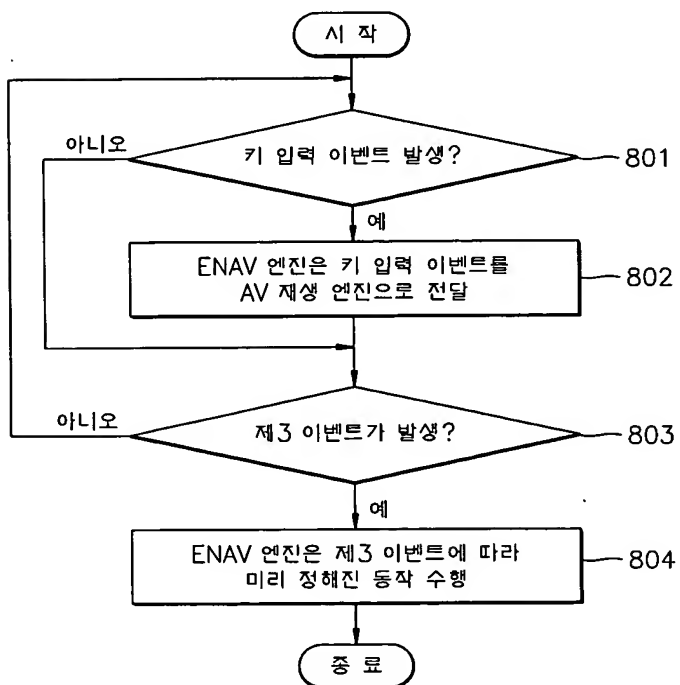 시 작
아니오
키 입력 이벤트 발생?
801
예
ENAV 엔진은 키 입력 이벤트를
AV 재생 엔진으로 전달
802
아니오
제3 이벤트가 발생?
803
예
ENAV 엔진은 제3 이벤트에 따라
미리 정해진 동작 수행
804
종 료